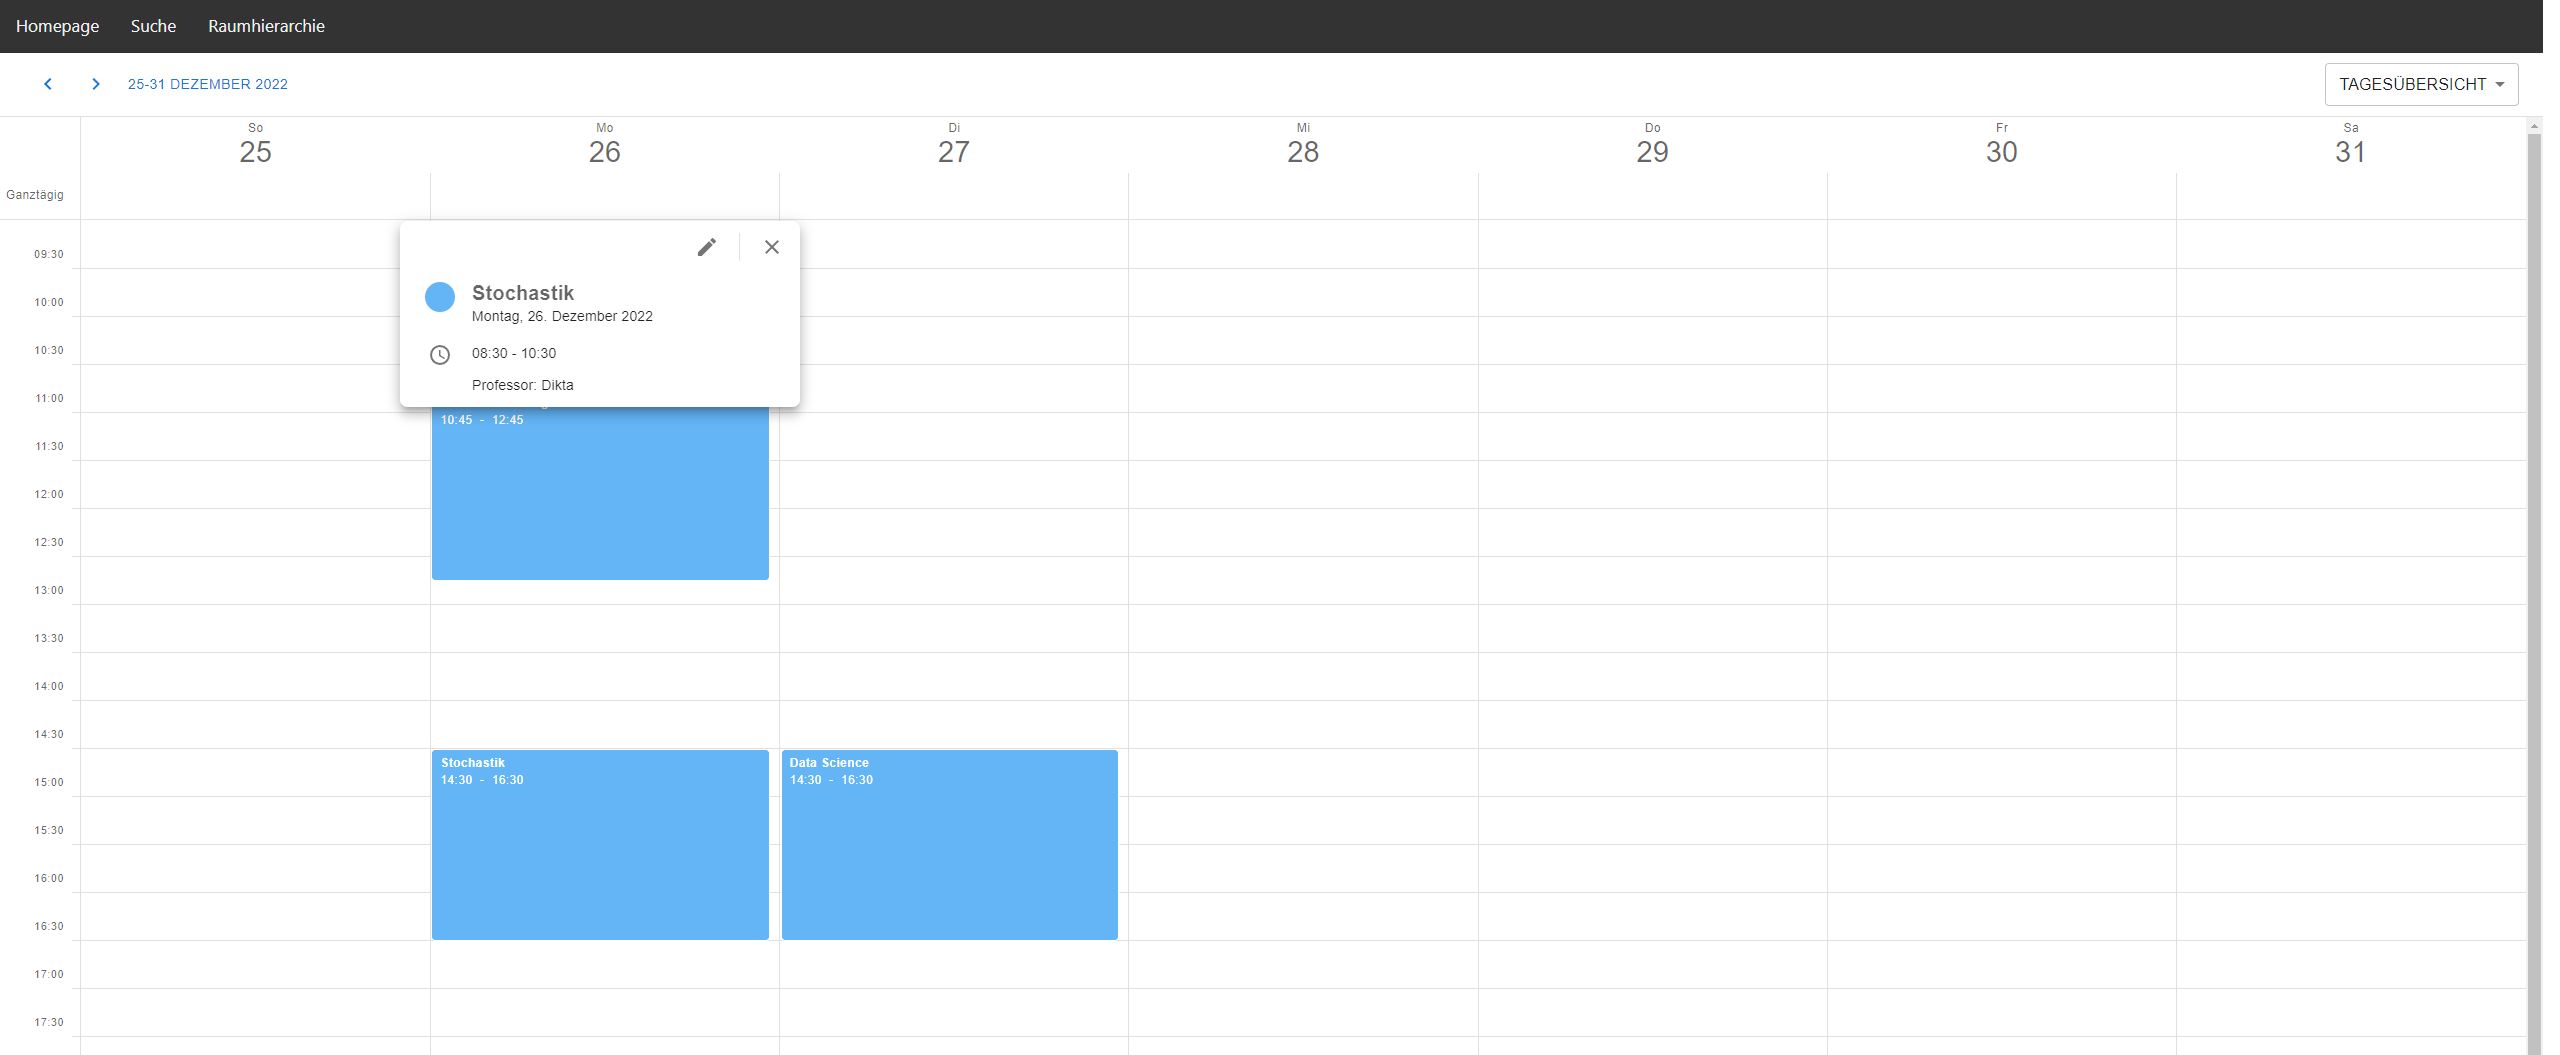 Homepage Suche Raumhierarchie
25-31 DEZEMBER 2022 TAGESÜBERSICHT
So Mo Di Mi Do Fr Sa
25 26 27 28 29 30 31
Ganztägig
09:30
Stochastik
10:00
Montag, 26. Dezember 2022
10:30
08:30 - 10:30
Professor: Dikta
11:00
10:45 - 12:45
11:30
12:00
12:30
13:00
13:30
14:00
14:30
Stochastik Data Science
14:30 - 16:30 14:30 - 16:30
15:00
15:30
16:00
16:30
17:00
17:30